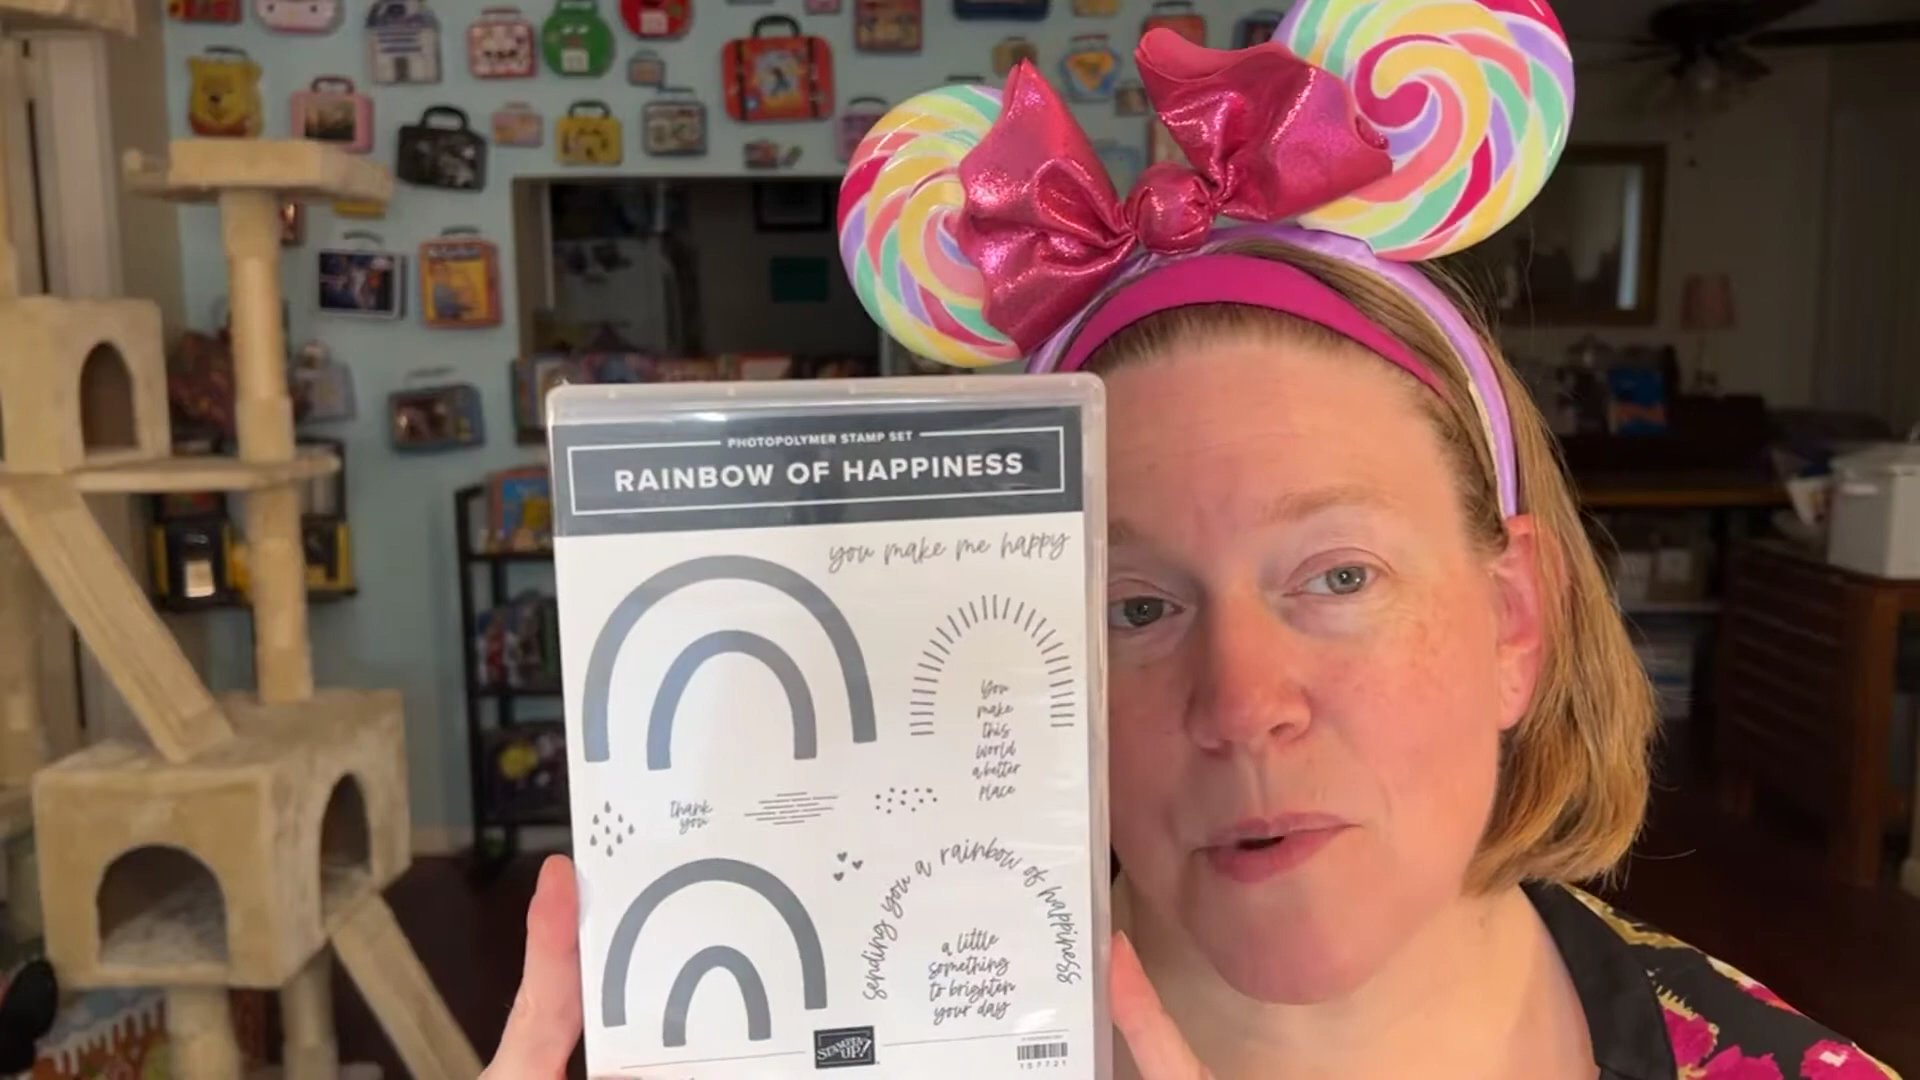 PHOTOPOLYMER STAMP SET
RAINBOW OF HAPPINESS
you make me happy
You
make
this
world
a better
place
thank
you
sending you a rainbow of happiness
a little
something
to brighten
your day
STAMPIN' UP!
157721